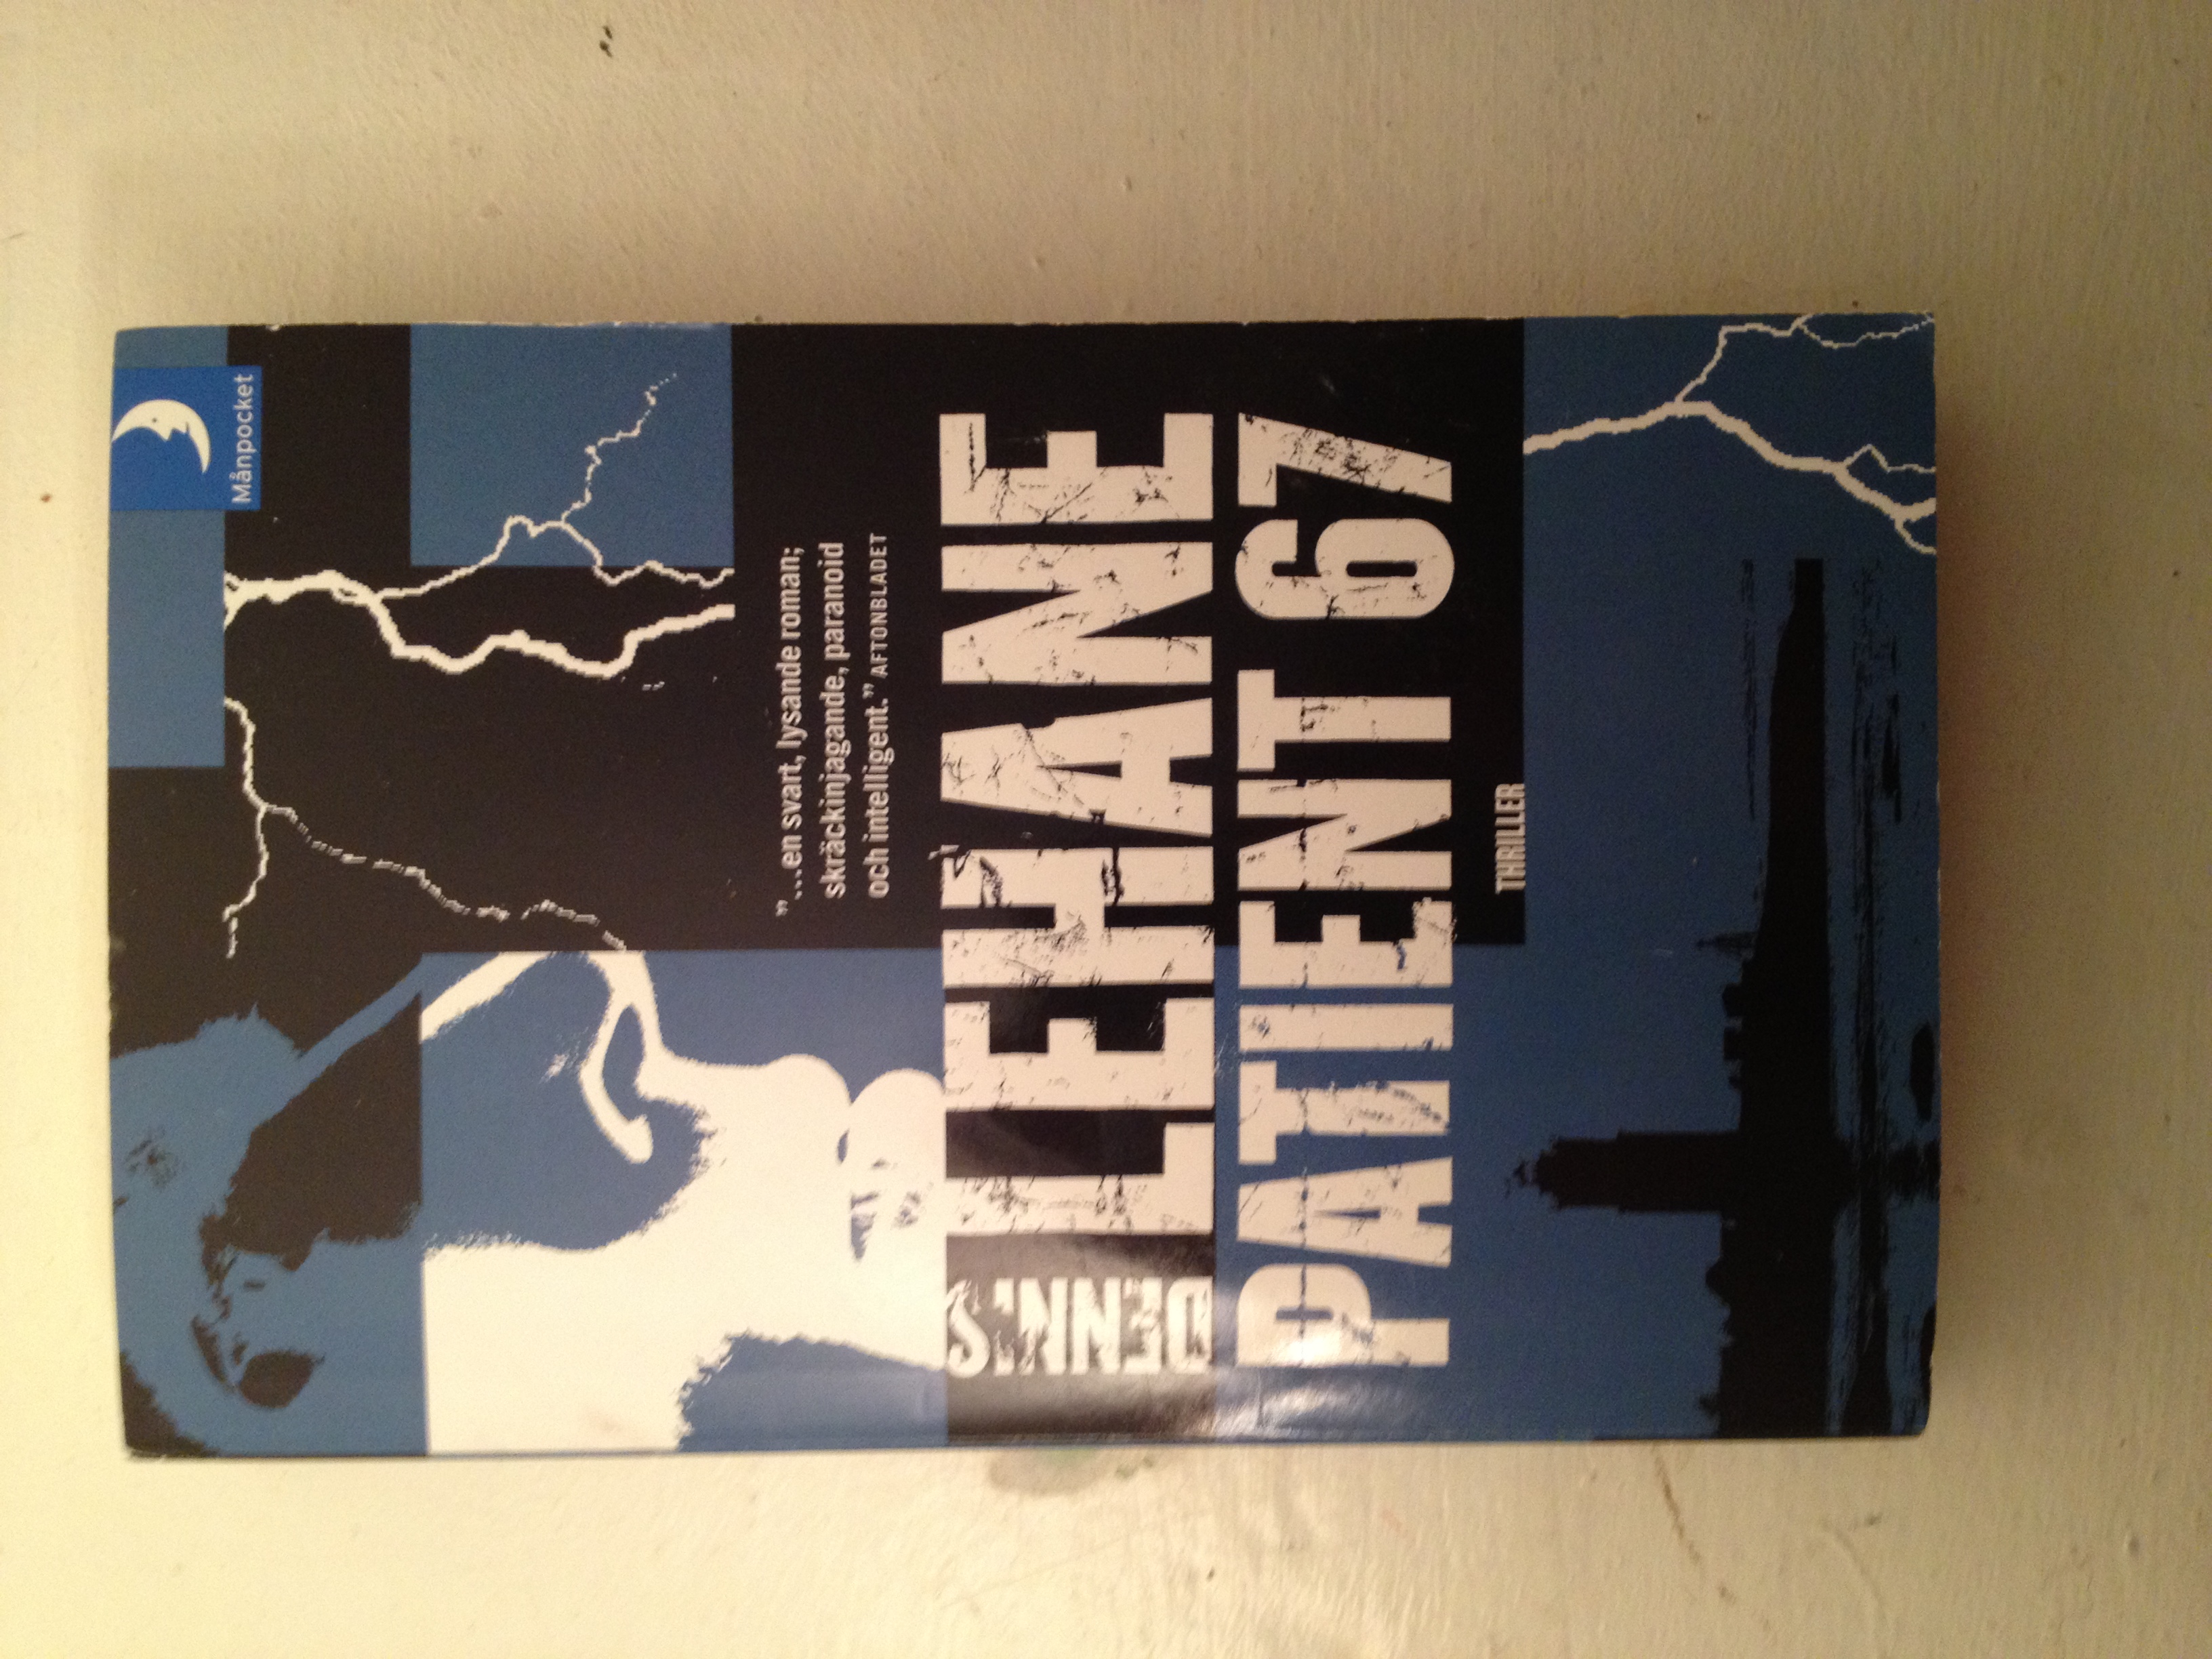 Månpocket
”...en svart, lysande roman;
skräckinjagande, paranoid
och intelligent.” AFTONBLADET
DENNIS
LEHANE
PATIENT 67
THRILLER